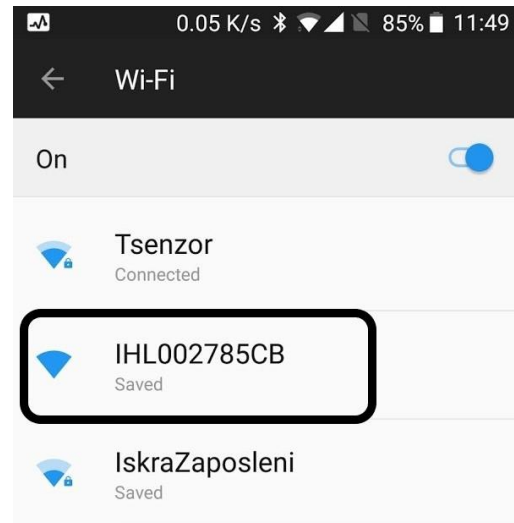 0.05 K/s 85% 11:49
Wi-Fi
On
Tsenzor
Connected
IHL002785CB
Saved
IskraZaposleni
Saved